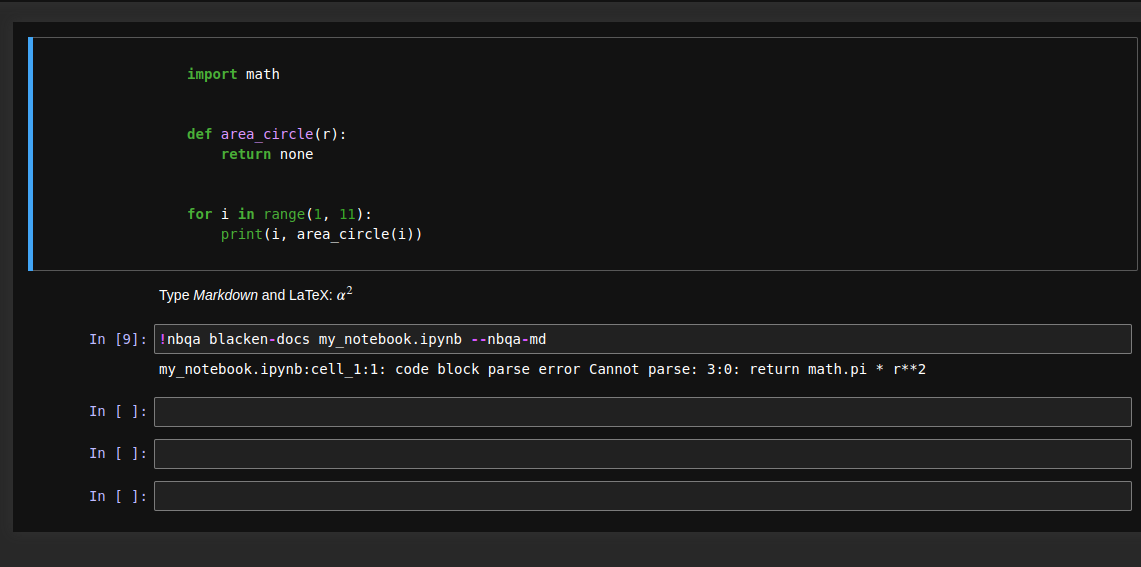 import math
def area_circle(r):
    return none
for i in range(1, 11):
    print(i, area_circle(i))
Type Markdown and LaTeX: α²
In [9]: !nbqa blacken-docs my_notebook.ipynb --nbqa-md
my_notebook.ipynb:cell_1:1: code block parse error Cannot parse: 3:0: return math.pi * r**2
In [ ]:
In [ ]:
In [ ]: